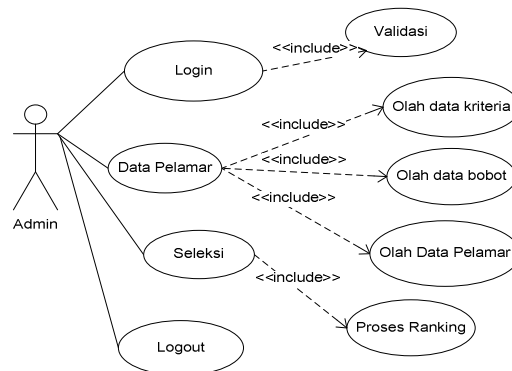 Validasi
<<include>>
Login
Olah data kriteria
<<include>>
Data Pelamar
<<include>>
Olah data bobot
<<include>>
Admin
Seleksi
Olah Data Pelamar
<<include>>
Proses Ranking
Logout